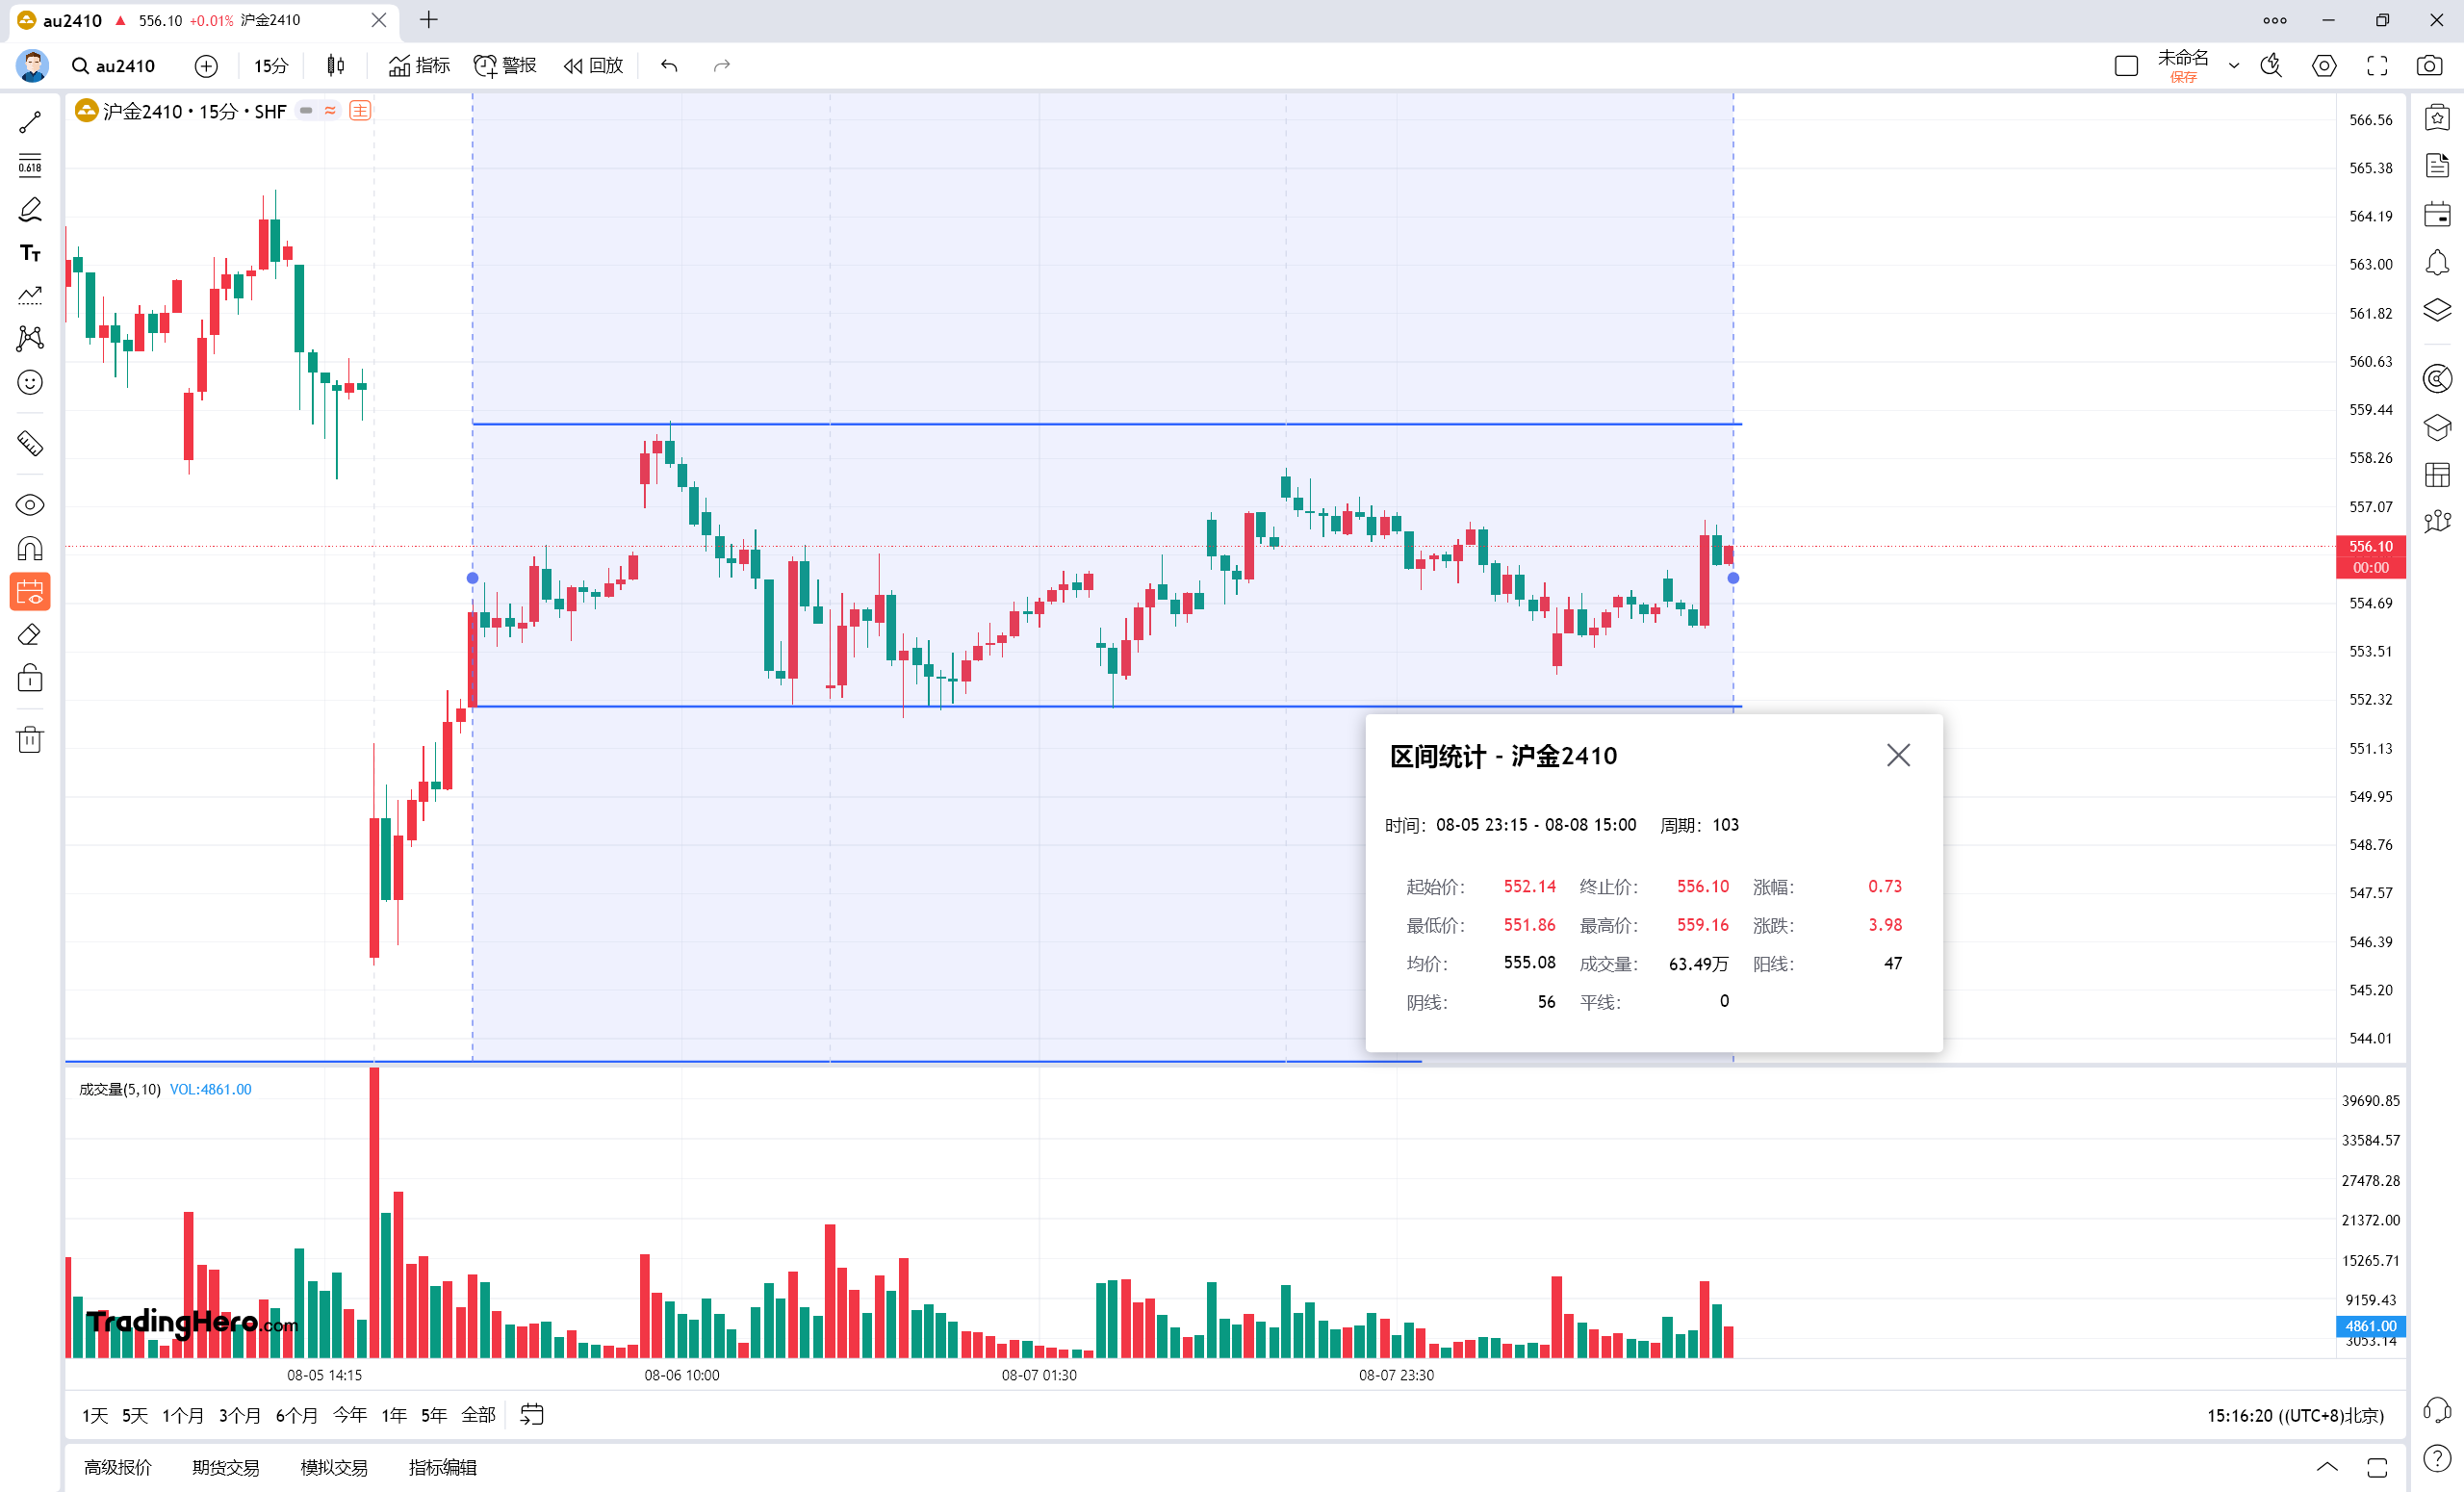 au2410 ▲ 556.10 +0.01% 沪金2410
au2410 15分 指标 警报 回放 未命名
保存
沪金2410 · 15分 · SHF 主
0.618
566.56
565.38
564.19
563.00
561.82
560.63
559.44
558.26
557.07
556.10
00:00
554.69
553.51
552.32
551.13
549.95
548.76
547.57
546.39
545.20
544.01
区间统计 - 沪金2410
时间: 08-05 23:15 - 08-08 15:00 周期: 103
起始价: 552.14 终止价: 556.10 涨幅: 0.73
最低价: 551.86 最高价: 559.16 涨跌: 3.98
均价: 555.08 成交量: 63.49万 阳线: 47
阴线: 56 平线: 0
成交量(5,10) VOL:4861.00
39690.85
33584.57
27478.28
21372.00
15265.71
9159.43
4861.00
3053.14
TradingHero.com
08-05 14:15 08-06 10:00 08-07 01:30 08-07 23:30
1天 5天 1个月 3个月 6个月 今年 1年 5年 全部 15:16:20 ((UTC+8)北京)
高级报价 期货交易 模拟交易 指标编辑